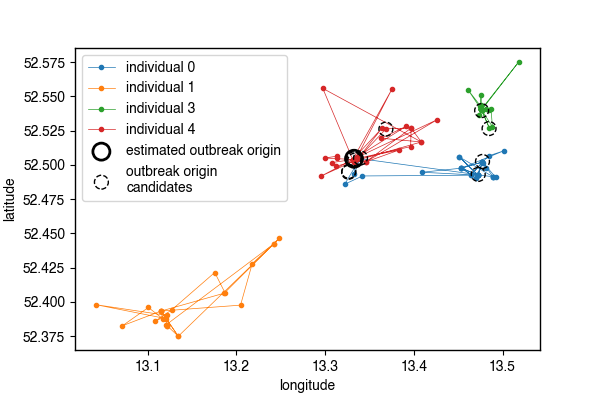 individual 0
individual 1
individual 3
individual 4
estimated outbreak origin
outbreak origin
candidates
52.575
52.550
52.525
52.500
52.475
52.450
52.425
52.400
52.375
latitude
13.1 13.2 13.3 13.4 13.5
longitude